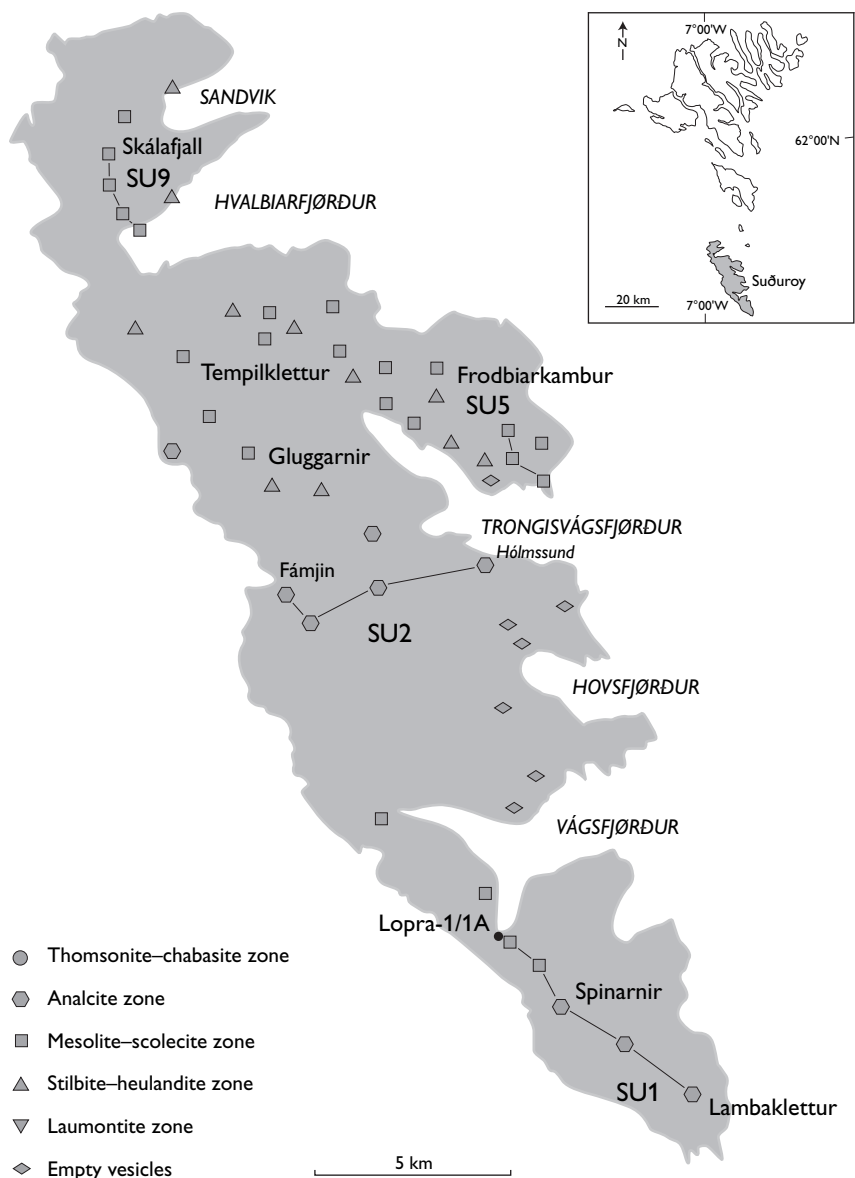 SANDVIK
Skálafjall
SU9
HVALBIARFJØRÐUR
Tempilklettur
Frodbiarkambur
SU5
Gluggarnir
TRONGISVÁGSFJØRÐUR
Hólmssund
Fámjin
SU2
HOVSFJØRÐUR
VÁGSFJØRÐUR
Lopra-1/1A
Spinarnir
SU1
Lambaklettur
7°00'W
N
62°00'N
Suðuroy
20 km
7°00'W
Thomsonite–chabasite zone
Analcite zone
Mesolite–scolecite zone
Stilbite–heulandite zone
Laumontite zone
Empty vesicles
5 km